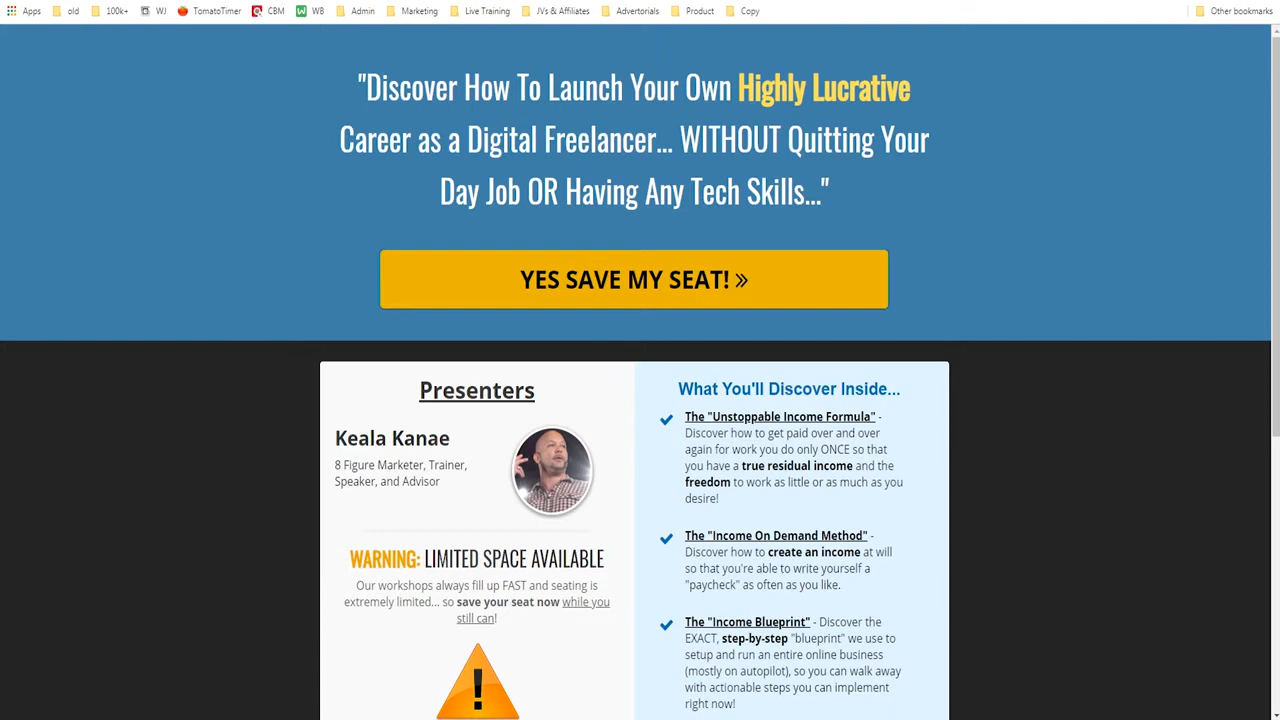 Apps old 100k+ WJ TomatoTimer CBM WB Admin Marketing Live Training JVs & Affiliates Advertorials Product Copy Other bookmarks
"Discover How To Launch Your Own Highly Lucrative
Career as a Digital Freelancer... WITHOUT Quitting Your
Day Job OR Having Any Tech Skills..."
YES SAVE MY SEAT! »
Presenters
Keala Kanae
8 Figure Marketer, Trainer,
Speaker, and Advisor
WARNING: LIMITED SPACE AVAILABLE
Our workshops always fill up FAST and seating is
extremely limited... so save your seat now while you
still can!
What You'll Discover Inside...
The "Unstoppable Income Formula" -
Discover how to get paid over and over
again for work you do only ONCE so that
you have a true residual income and the
freedom to work as little or as much as you
desire!
The "Income On Demand Method" -
Discover how to create an income at will
so that you're able to write yourself a
"paycheck" as often as you like.
The "Income Blueprint" - Discover the
EXACT, step-by-step "blueprint" we use to
setup and run an entire online business
(mostly on autopilot), so you can walk away
with actionable steps you can implement
right now!